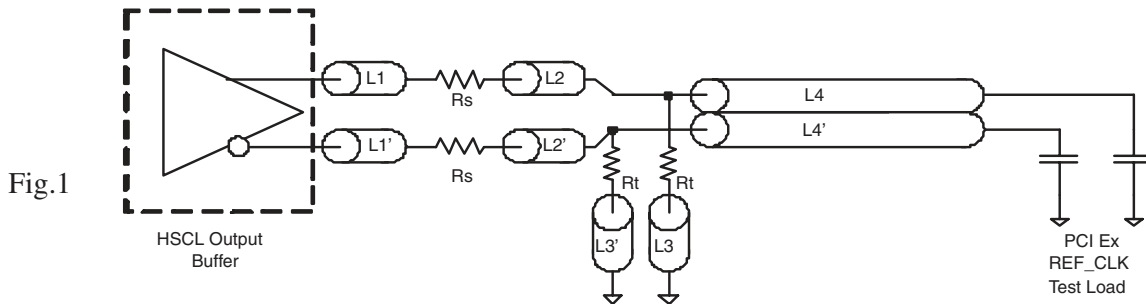 L1
Rs
L2
L4
L1'
Rs
L2'
L4'
Rt
Rt
L3'
L3
Fig.1
HSCL Output
Buffer
PCI Ex
REF_CLK
Test Load